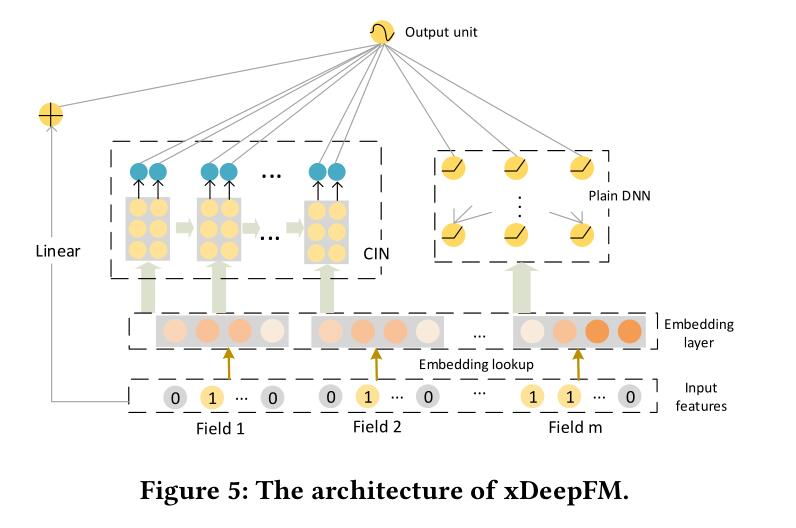 Output unit
...
Plain DNN
...
...
CIN
Linear
...
Embedding
layer
Embedding lookup
0 1 ... 0 0 1 ... 0 ... 1 1 ... 0
Input
features
Field 1 Field 2 Field m
Figure 5: The architecture of xDeepFM.